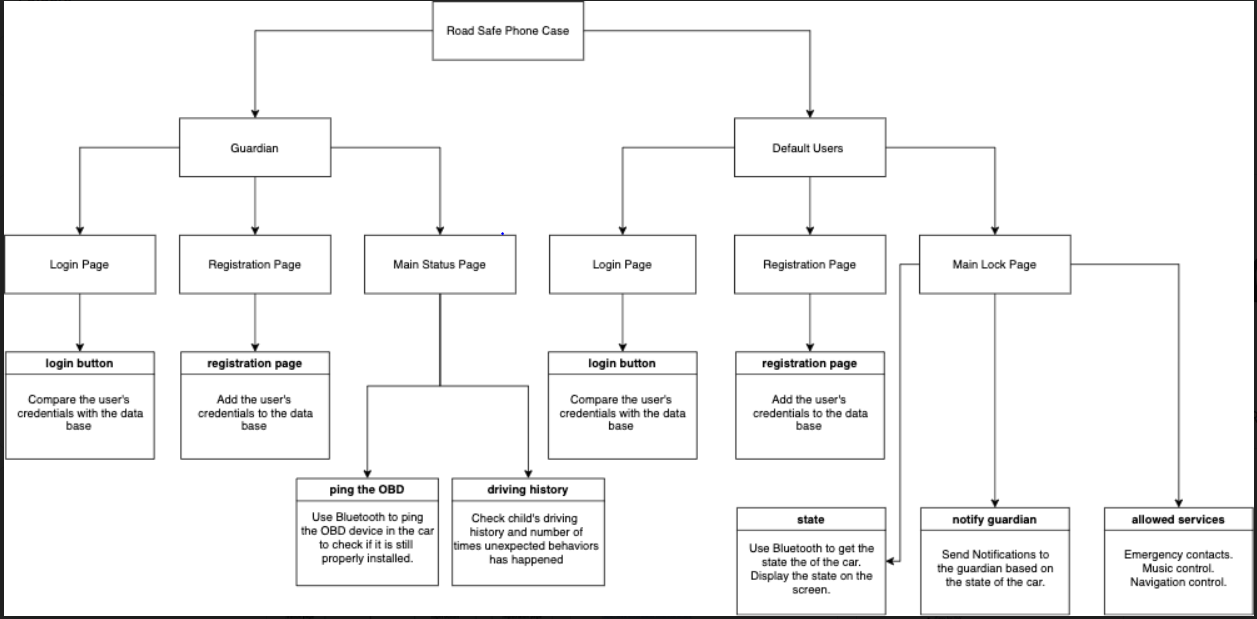 Road Safe Phone Case
Guardian
Default Users
Login Page
Registration Page
Main Status Page
Login Page
Registration Page
Main Lock Page
login button
Compare the user's
credentials with the data
base
registration page
Add the user's
credentials to the data
base
login button
Compare the user's
credentials with the data
base
registration page
Add the user's
credentials to the data
base
ping the OBD
Use Bluetooth to ping
the OBD device in the car
to check if it is still
properly installed.
driving history
Check child's driving
history and number of
times unexpected behaviors
has happened
state
Use Bluetooth to get the
state the of the car.
Display the state on the
screen.
notify guardian
Send Notifications to
the guardian based on
the state of the car.
allowed services
Emergency contacts.
Music control.
Navigation control.